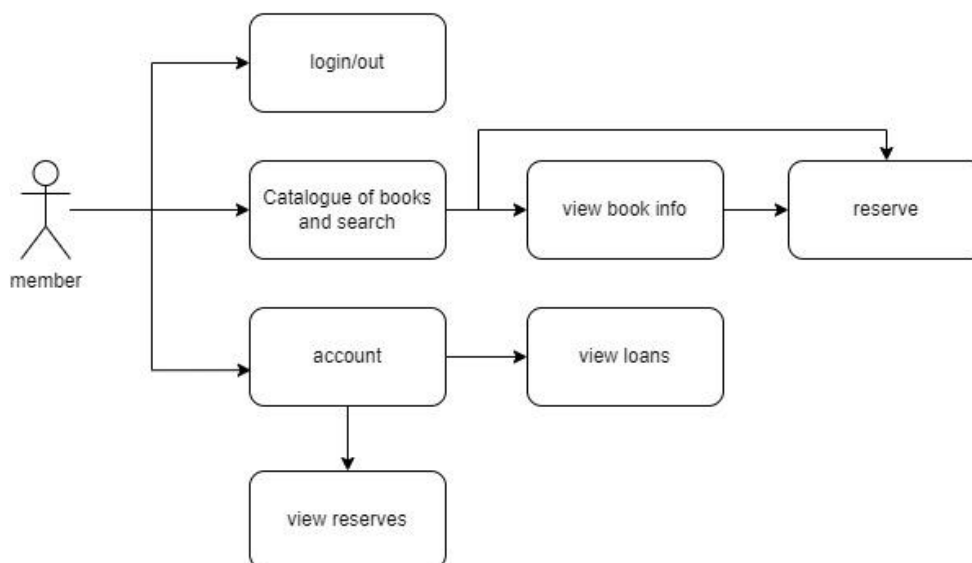 login/out
Catalogue of books
and search
view book info
reserve
member
account
view loans
view reserves